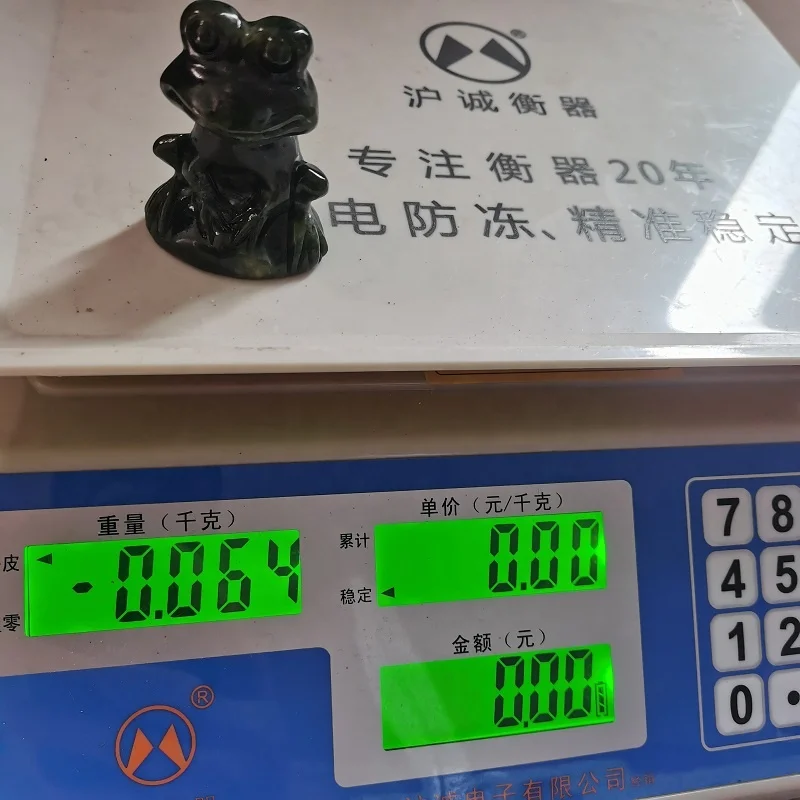 ®
沪诚衡器
专注衡器20年
电防冻、精准稳定
重量（千克）
皮
-0.064
零
单价（元/千克）
累计
稳定
0.00
金额（元）
0.00
7 8
4 5
1 2
0 .
®
电子有限公司